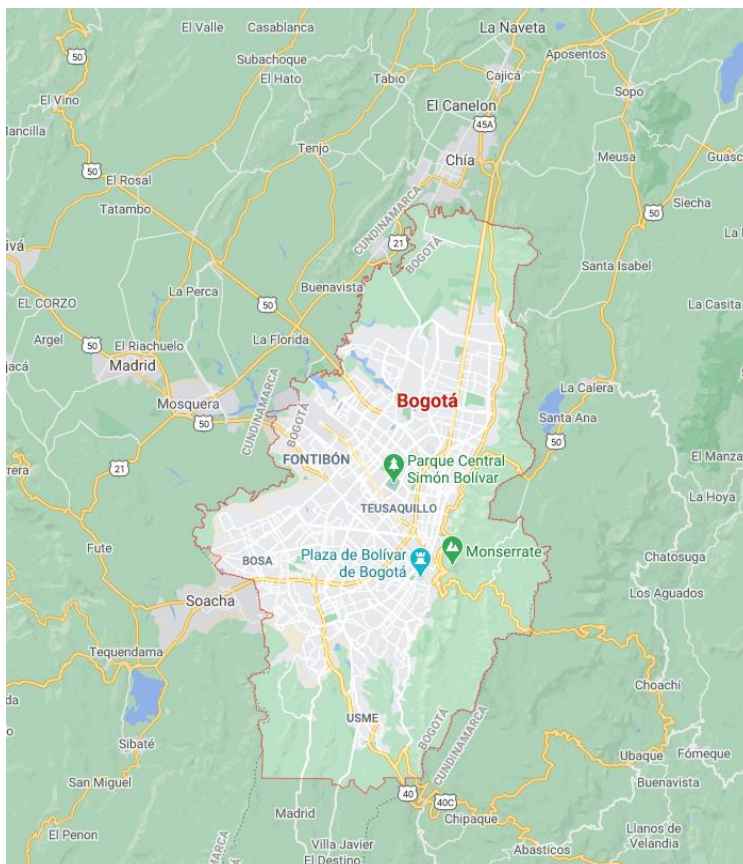 El Valle
Casablanca
La Naveta
50
Subachoque
Aposentos
El Hato
Tabio
Cajicá
Sopo
El Vino
El Canelon
45A
Tenjo
Chía
Meusa
50
El Rosal
Siecha
Tatambo
50
CUNDINAMARCA
21
BOGOTÁ
Santa Isabel
La Perca
Buenavista
EL CORZO
50
La Casita
Argel
El Riachuelo
La Florida
50
Madrid
La Calera
Mosquera
Bogotá
50
CUNDINAMARCA
BOGOTÁ
Santa Ana
50
FONTIBÓN
Parque Central
Simón Bolívar
El Manza
21
La Hoya
TEUSAQUILLO
Fute
BOSA
Plaza de Bolívar
de Bogotá
Monserrate
Chatosuga
Soacha
Los Aguados
Tequendama
Choachí
USME
BOGOTÁ
CUNDINAMARCA
Sibaté
Ubaque
Fómeque
San Miguel
40
Buenavista
40C
Madrid
Chipaque
El Penon
Villa Javier
El Destino
Llanos de
Velandia
Abasticos